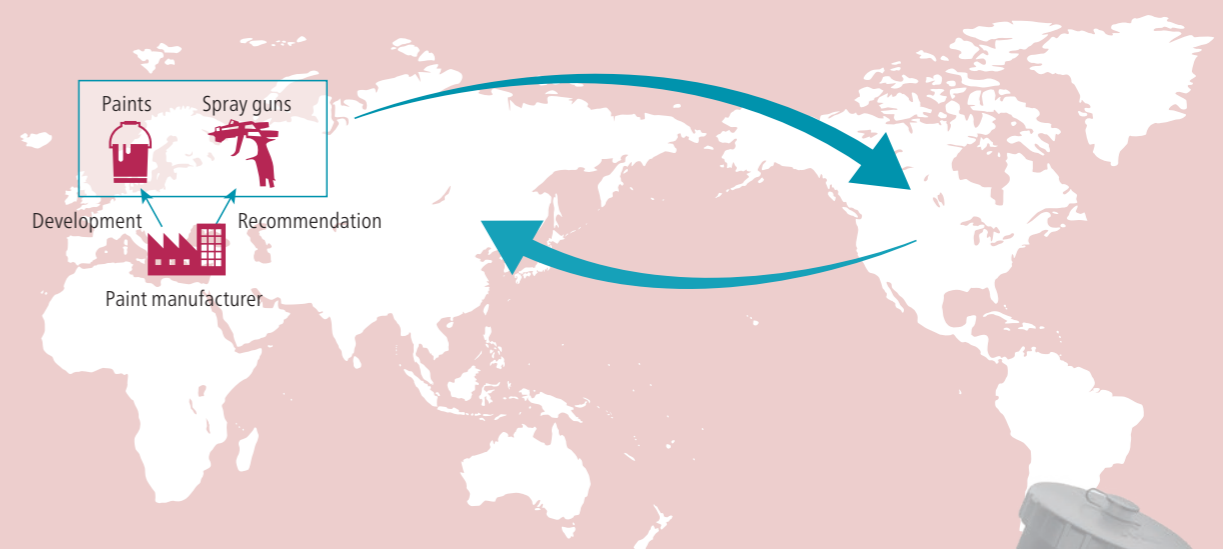 Paints
Spray guns
Development
Recommendation
Paint manufacturer